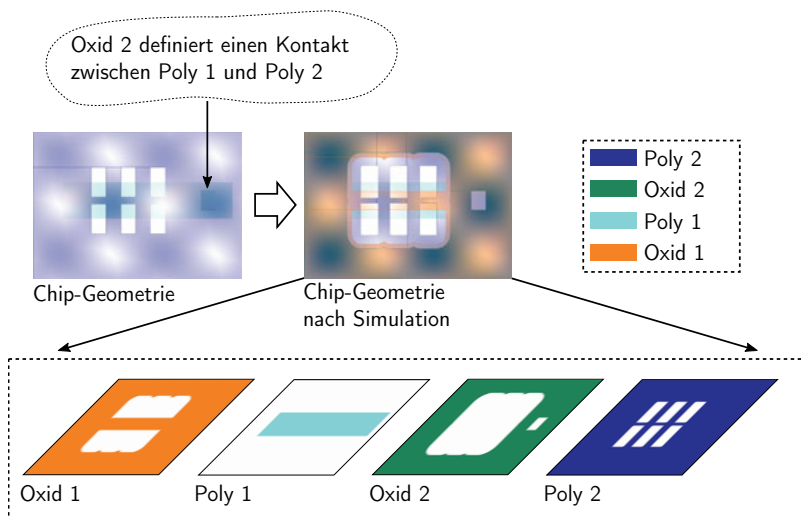 Oxid 2 definiert einen Kontakt
zwischen Poly 1 und Poly 2
Poly 2
Oxid 2
Poly 1
Oxid 1
Chip-Geometrie
Chip-Geometrie
nach Simulation
Oxid 1
Poly 1
Oxid 2
Poly 2